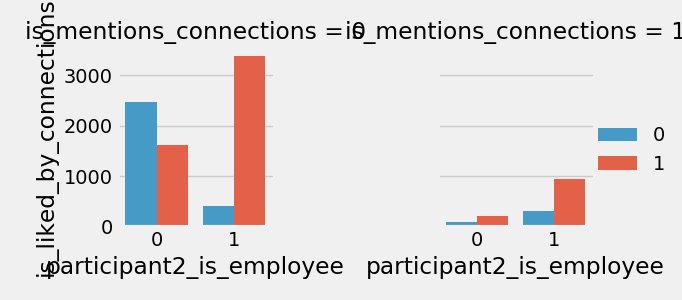 is_mentions_connections = 0
is_mentions_connections = 1
is_liked_by_connections
3000
2000
1000
0
0 1
0 1
participant2_is_employee
participant2_is_employee
0
1